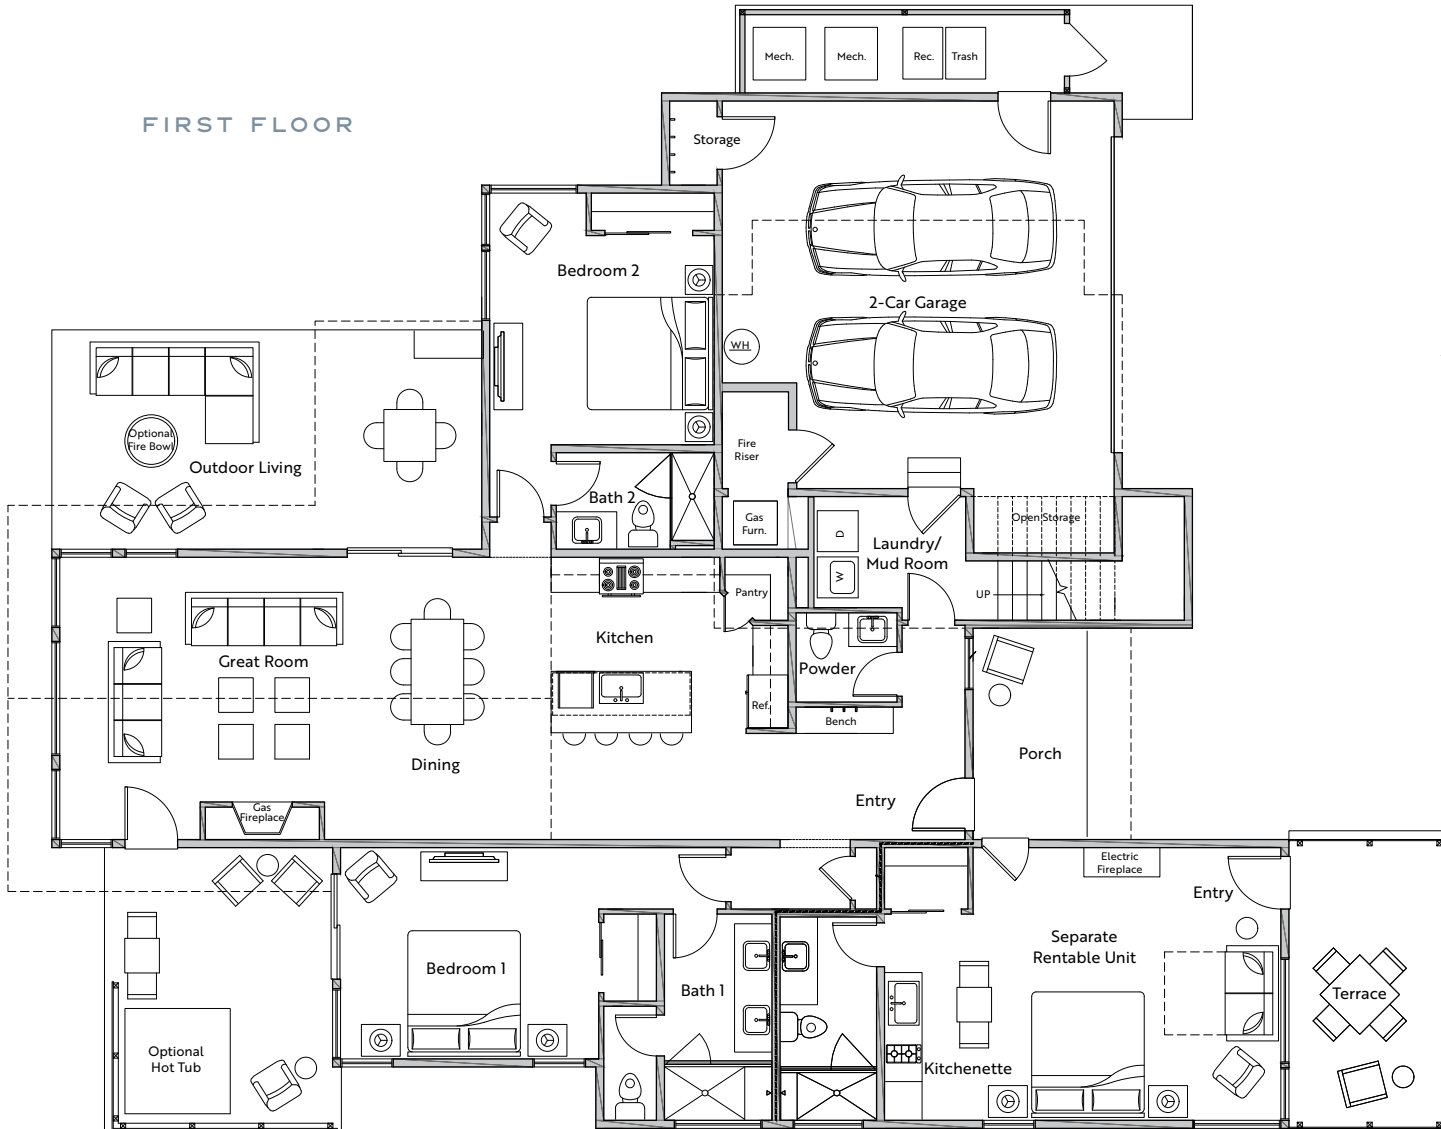 Mech.
Mech.
Rec.
Trash
FIRST FLOOR
Storage
Bedroom 2
2-Car Garage
WH
Optional
Fire Bowl
Outdoor Living
Fire
Riser
Bath 2
Gas
Furn.
D
W
Laundry/
Mud Room
Open Storage
UP
Pantry
Kitchen
Great Room
Powder
Ref.
Bench
Dining
Porch
Entry
Gas
Fireplace
Electric
Fireplace
Entry
Separate
Rentable Unit
Bedroom 1
Bath 1
Terrace
Optional
Hot Tub
Kitchenette